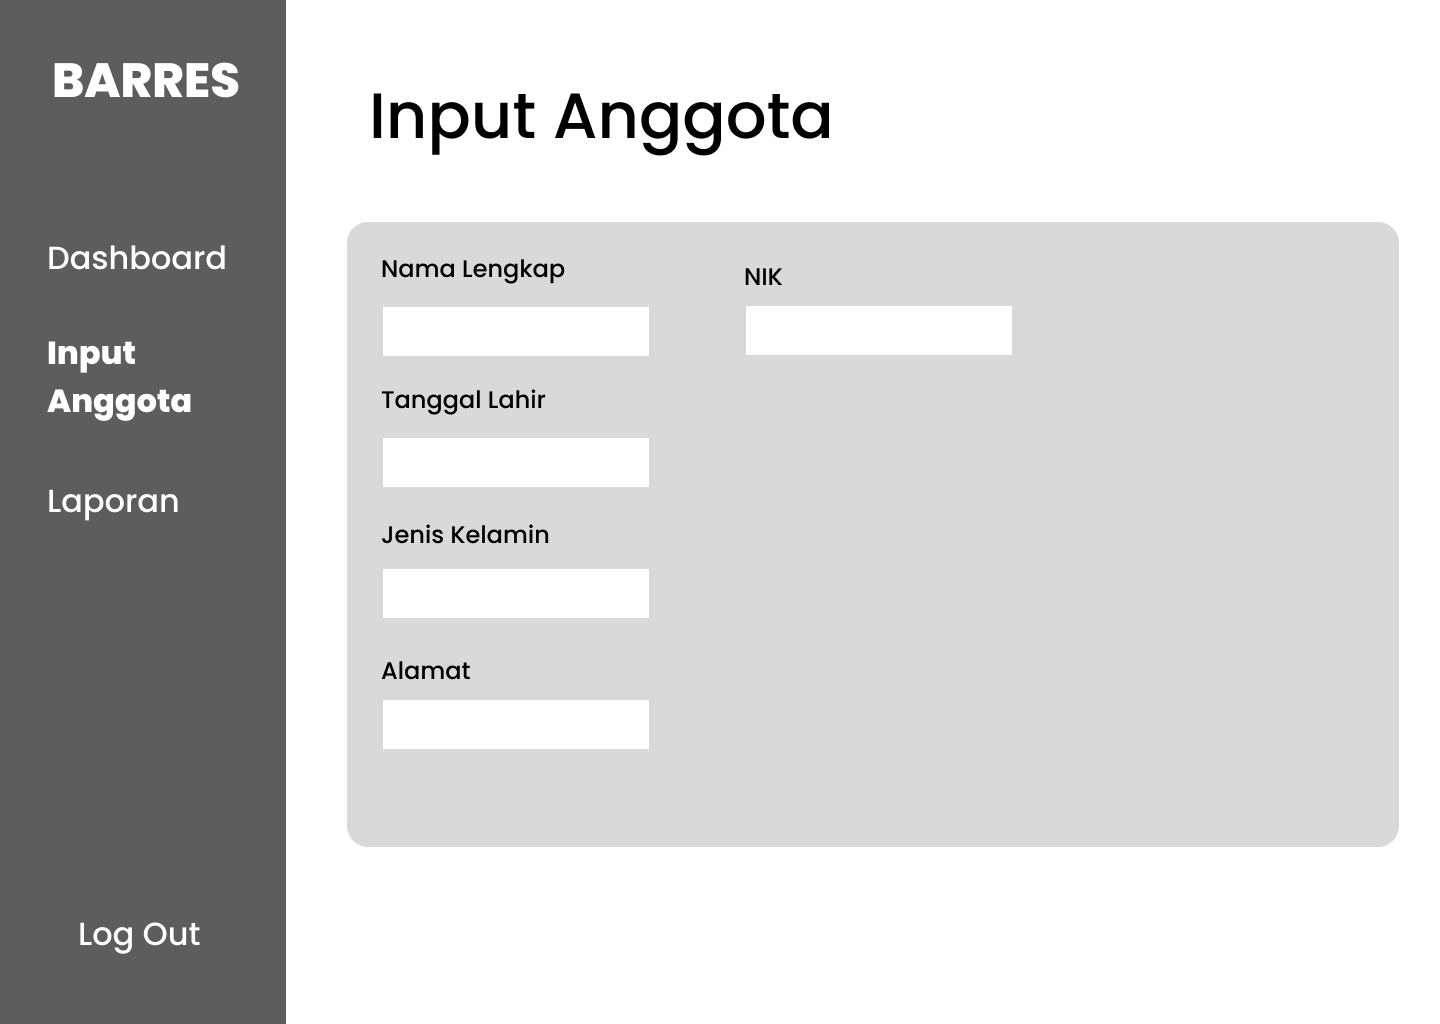 BARRES
Dashboard
Input
Anggota
Laporan
Log Out
Input Anggota
Nama Lengkap
NIK
Tanggal Lahir
Jenis Kelamin
Alamat